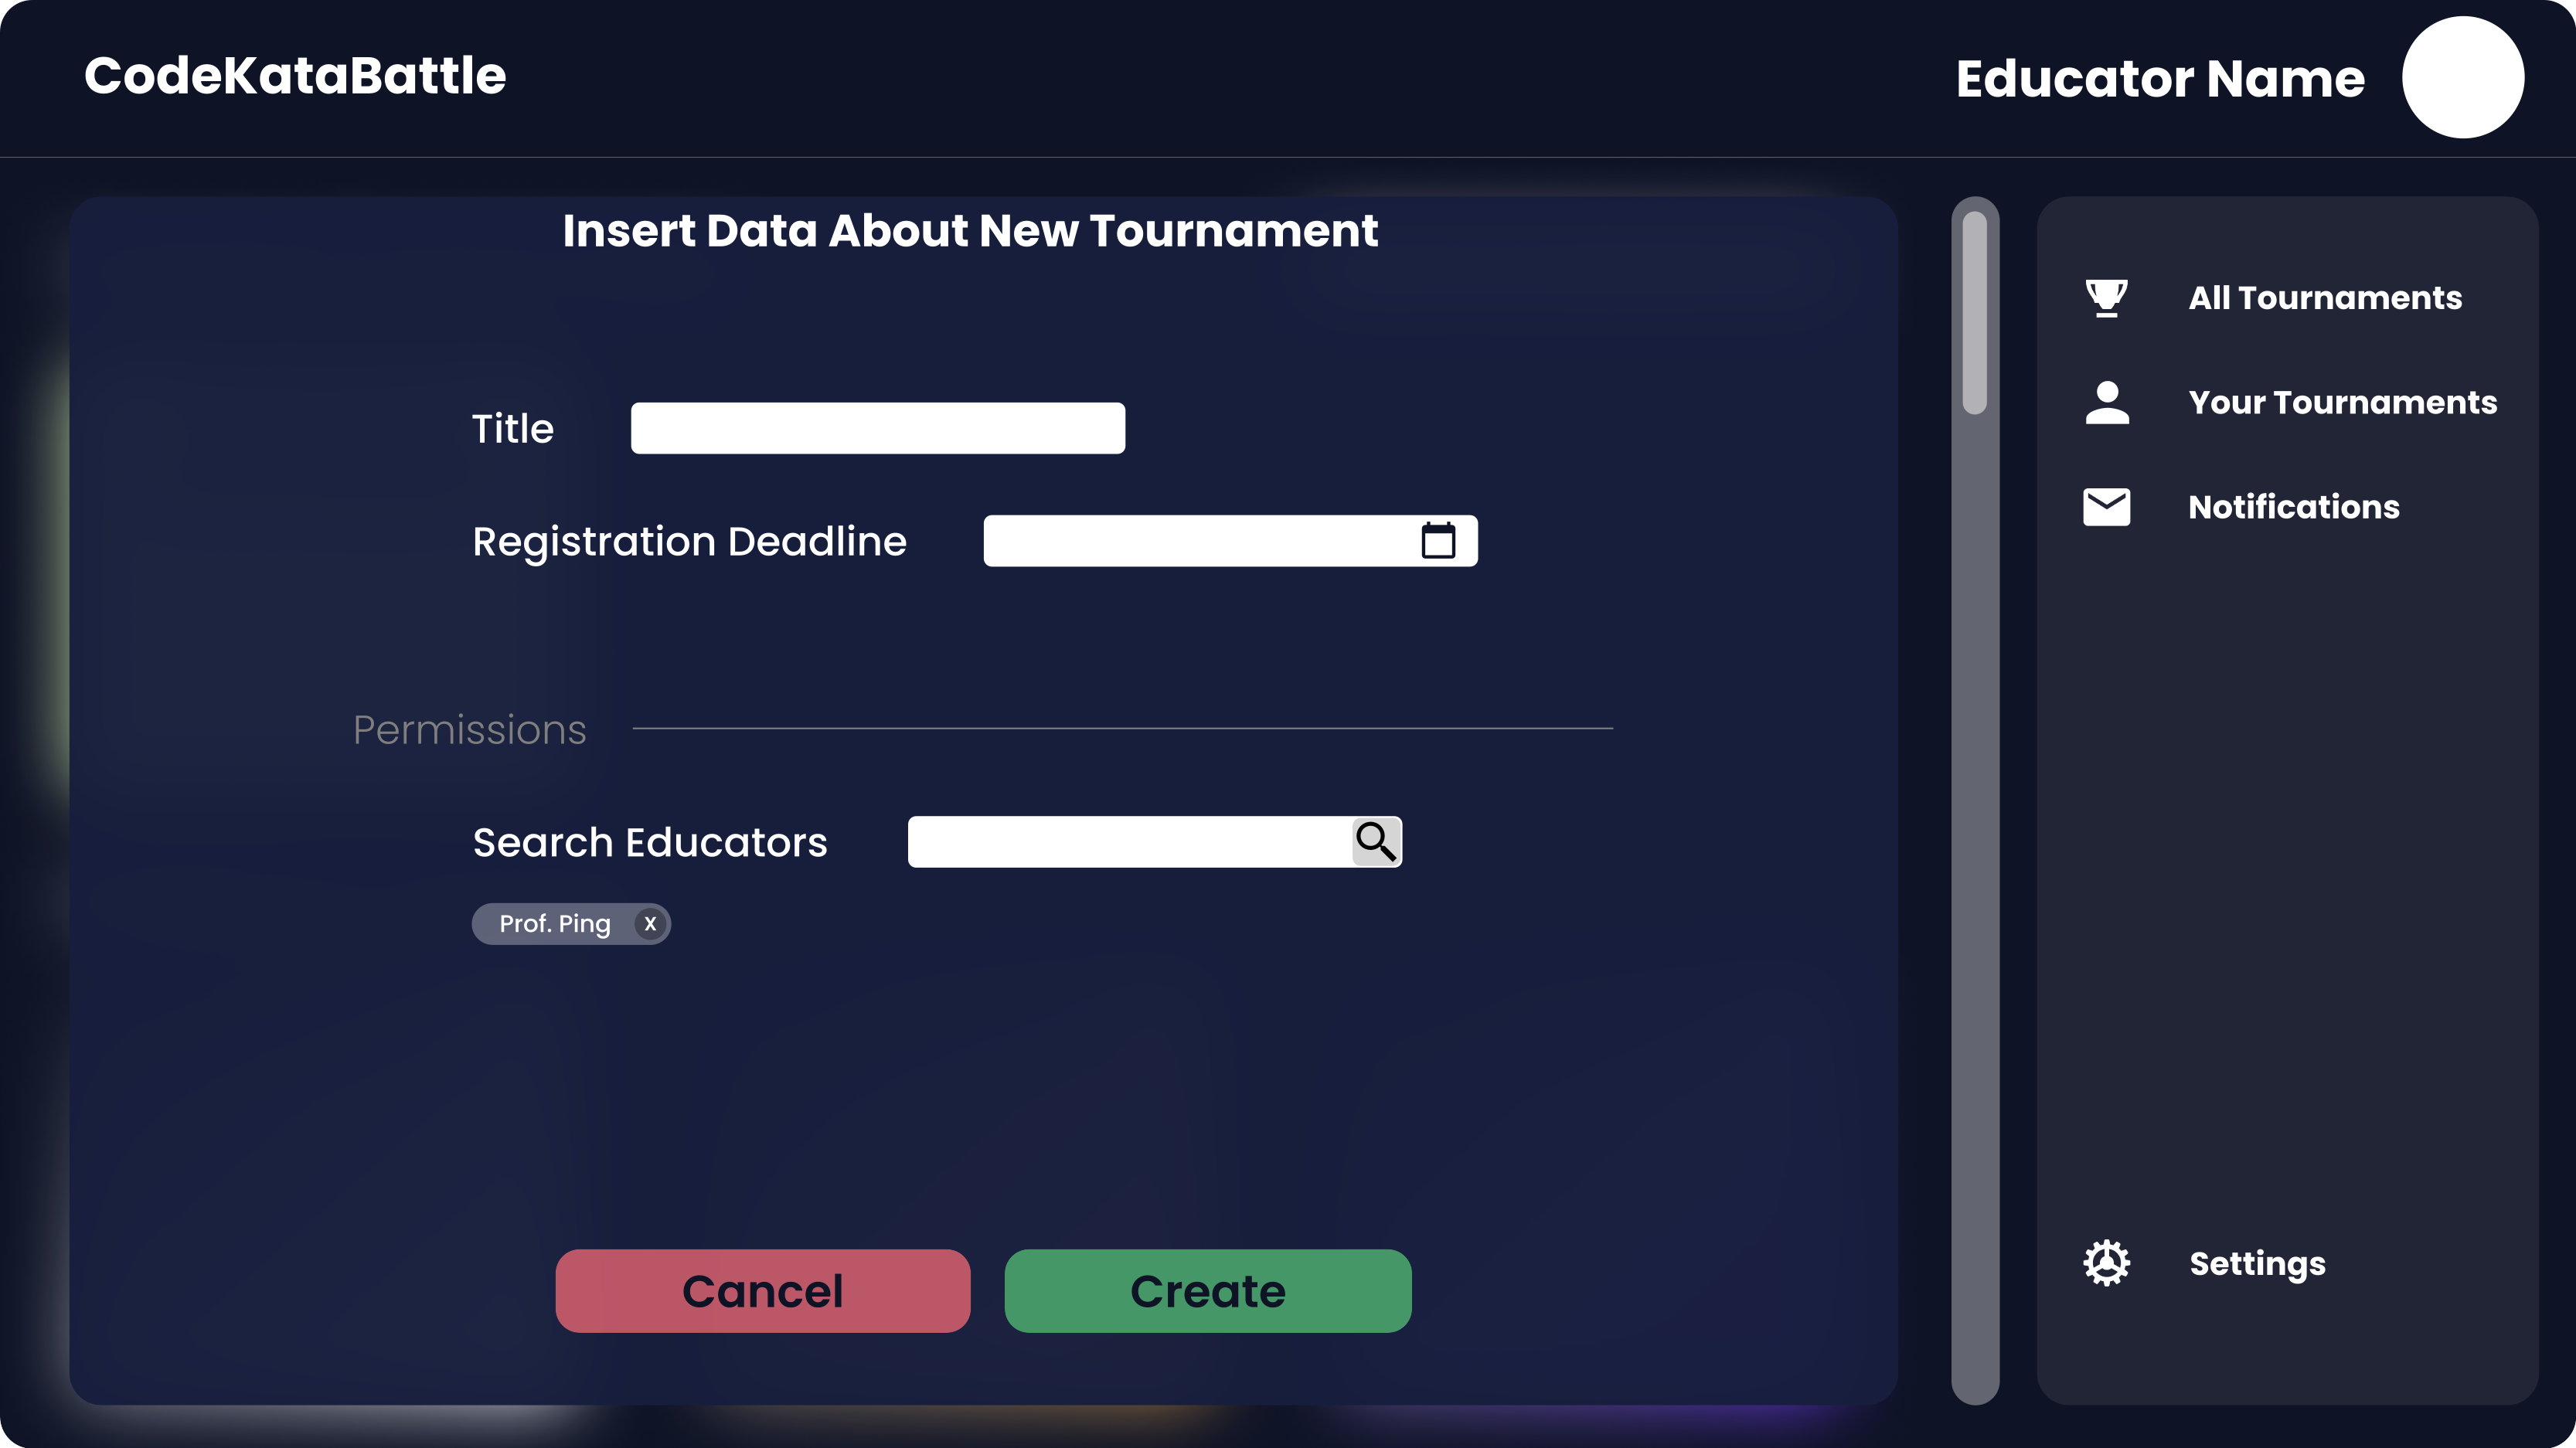 CodeKataBattle
Educator Name
Insert Data About New Tournament
Title
Registration Deadline
Permissions
Search Educators
Prof. Ping X
Cancel
Create
All Tournaments
Your Tournaments
Notifications
Settings